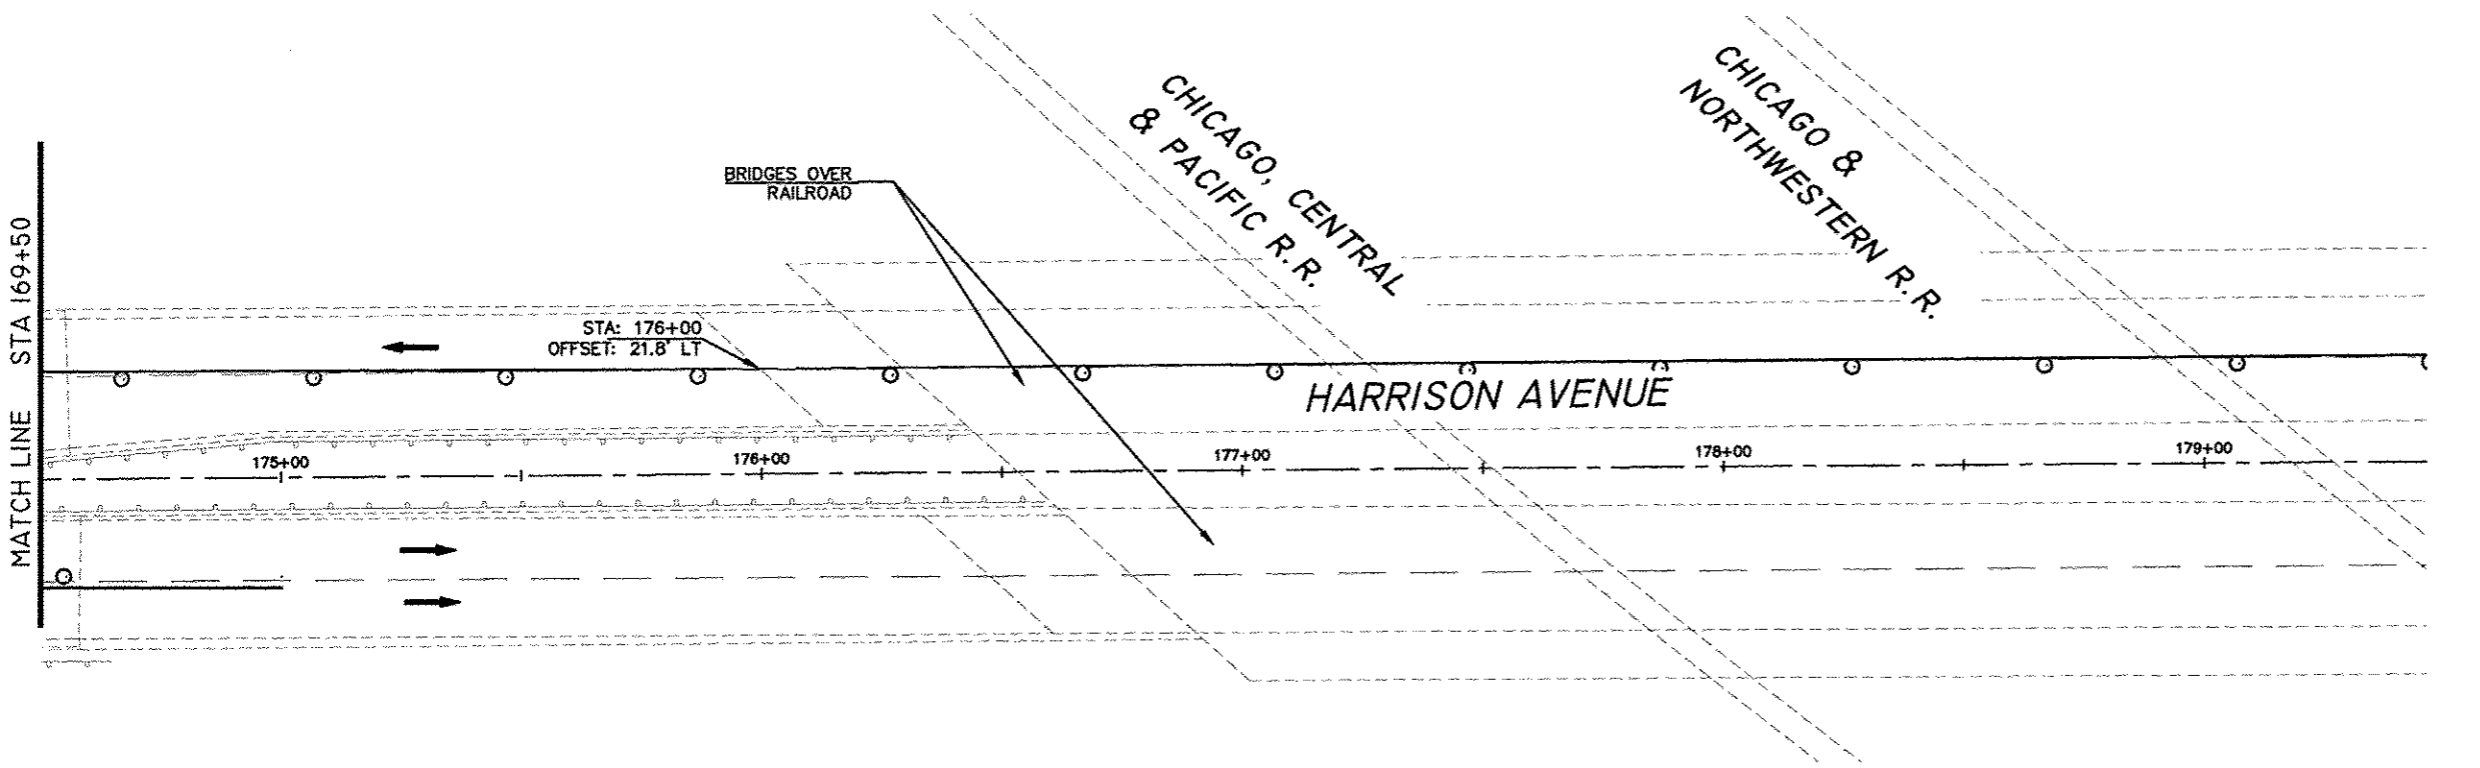 MATCH LINE STA 169+50
BRIDGES OVER
RAILROAD
STA: 176+00
OFFSET: 21.8' LT
CHICAGO, CENTRAL
& PACIFIC R.R.
CHICAGO &
NORTHWESTERN R.R.
HARRISON AVENUE
175+00
176+00
177+00
178+00
179+00